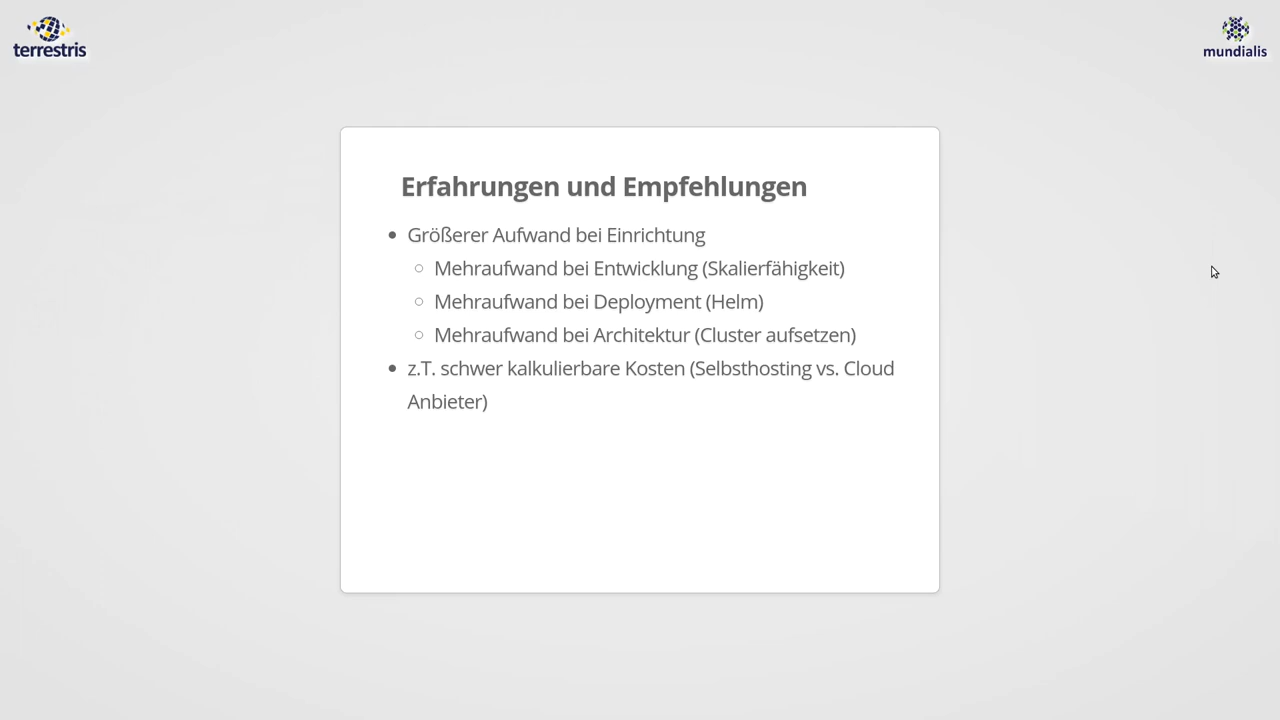 terrestris
mundialis
Erfahrungen und Empfehlungen
Größerer Aufwand bei Einrichtung
Mehraufwand bei Entwicklung (Skalierfähigkeit)
Mehraufwand bei Deployment (Helm)
Mehraufwand bei Architektur (Cluster aufsetzen)
z.T. schwer kalkulierbare Kosten (Selbsthosting vs. Cloud
Anbieter)